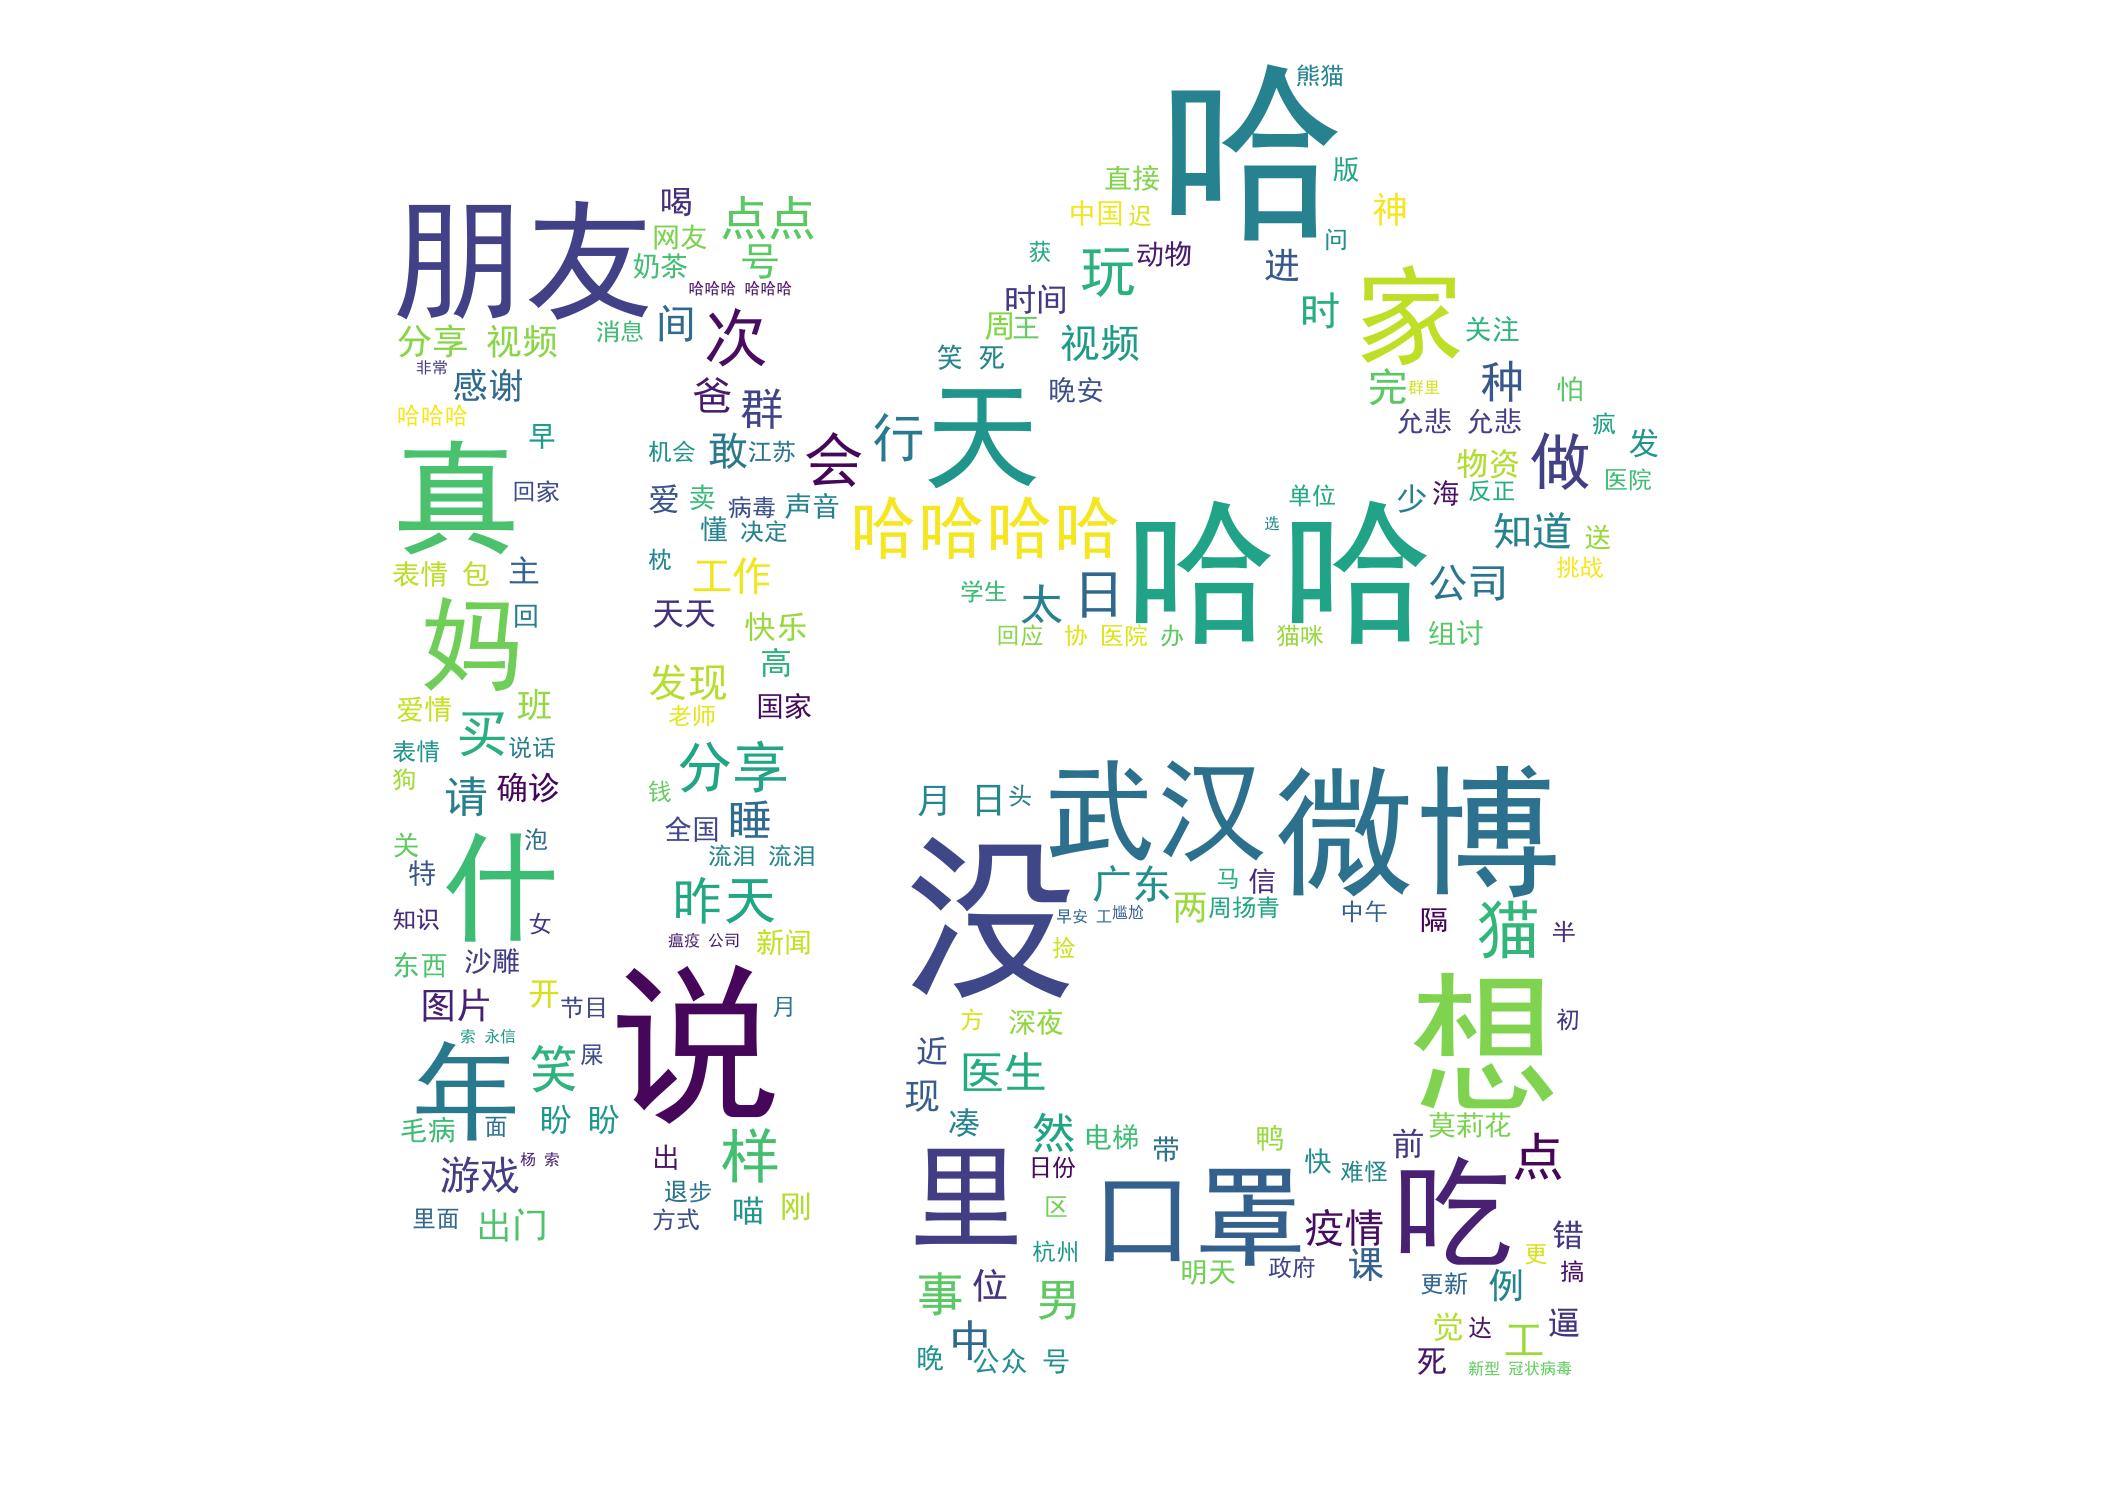 哈
熊猫
版
直接
神
中国 迟
问
获
玩
动物
进
时间
时
家
周王
视频
关注
笑 死
晚安
完
群里
种
怕
允悲 允悲
疯
发
行
天
会
做
物资
医院
哈哈哈哈
哈哈
单位
选
少
海
反正
知道
送
挑战
学生
太
日
公司
回应 协 医院 办
猫咪
组讨
朋友
喝
点点
网友
号
奶茶
哈哈哈 哈哈哈
分享 视频
消息
间
次
非常
感谢
爸
群
哈哈哈
早
真
机会
敢
江苏
回家
爱
卖
病毒
声音
懂 决定
枕
表情 包
主
工作
妈
回
天天
快乐
高
爱情
班
发现
国家
老师
买
表情
说话
狗
请
确诊
分享
钱
睡
全国
关
什
泡
特
流泪 流泪
知识
女
昨天
东西
沙雕
瘟疫 公司
新闻
图片
开
节目
说
月
索 永信
年
笑
屎
毛病
面
盼 盼
样
游戏
杨 索
出
退步
里面
出门
方式
喵
刚
月 日
头
武汉
微博
没
广东
马
信
两
周扬青
早安 工
尴尬
中午
隔
猫
半
捡
方
深夜
想
初
近
医生
现
凑
然
莫莉花
电梯
带
鸭
前
点
日份
里
快
难怪
口罩
吃
区
疫情
错
杭州
更
明天
政府
课
搞
事
位
男
更新
例
中
觉
达
工
逼
晚
公众 号
死
新型 冠状病毒